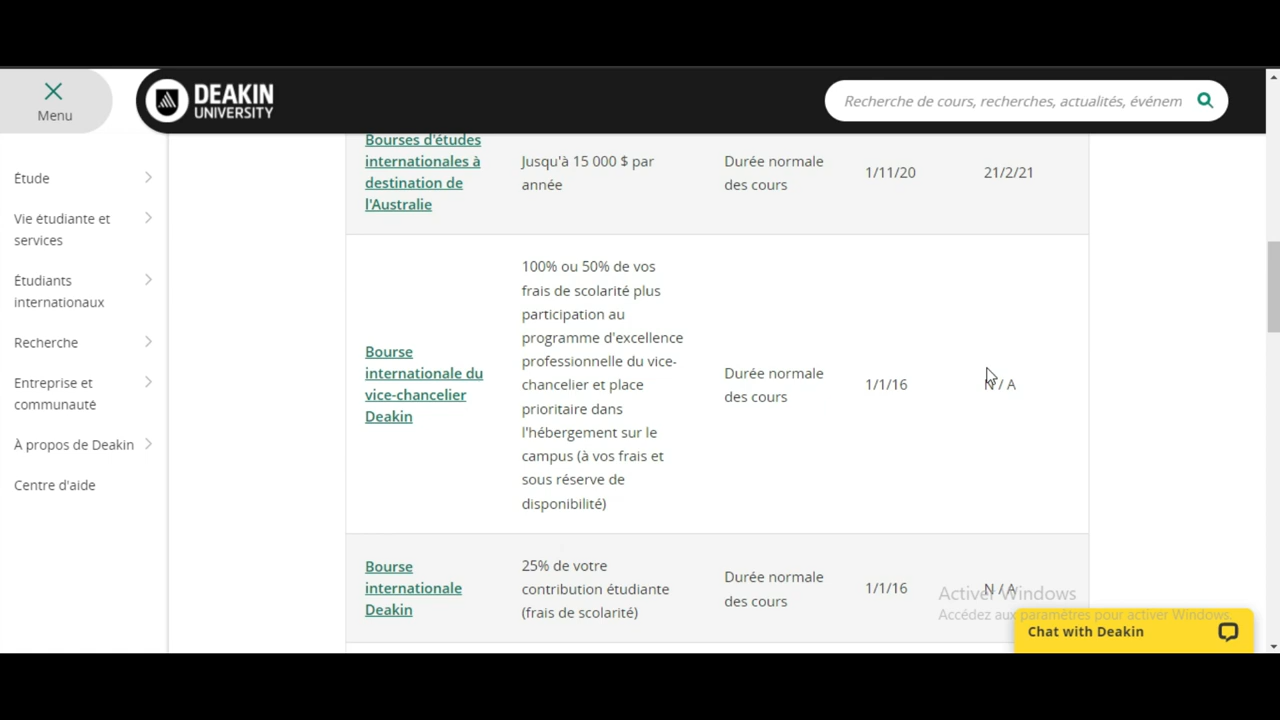 Menu
DEAKIN
UNIVERSITY
Recherche de cours, recherches, actualités, événem
Étude
Vie étudiante et
services
Étudiants
internationaux
Recherche
Entreprise et
communauté
À propos de Deakin
Centre d'aide
Bourses d'études
internationales à
destination de
l'Australie
Jusqu'à 15 000 $ par
année
Durée normale
des cours
1/11/20
21/2/21
Bourse
internationale du
vice-chancelier
Deakin
100% ou 50% de vos
frais de scolarité plus
participation au
programme d'excellence
professionnelle du vice-
chancelier et place
prioritaire dans
l'hébergement sur le
campus (à vos frais et
sous réserve de
disponibilité)
Durée normale
des cours
1/1/16
N / A
Bourse
internationale
Deakin
25% de votre
contribution étudiante
(frais de scolarité)
Durée normale
des cours
1/1/16
N / A
Activer Windows
Accédez aux paramètres pour activer Windows.
Chat with Deakin